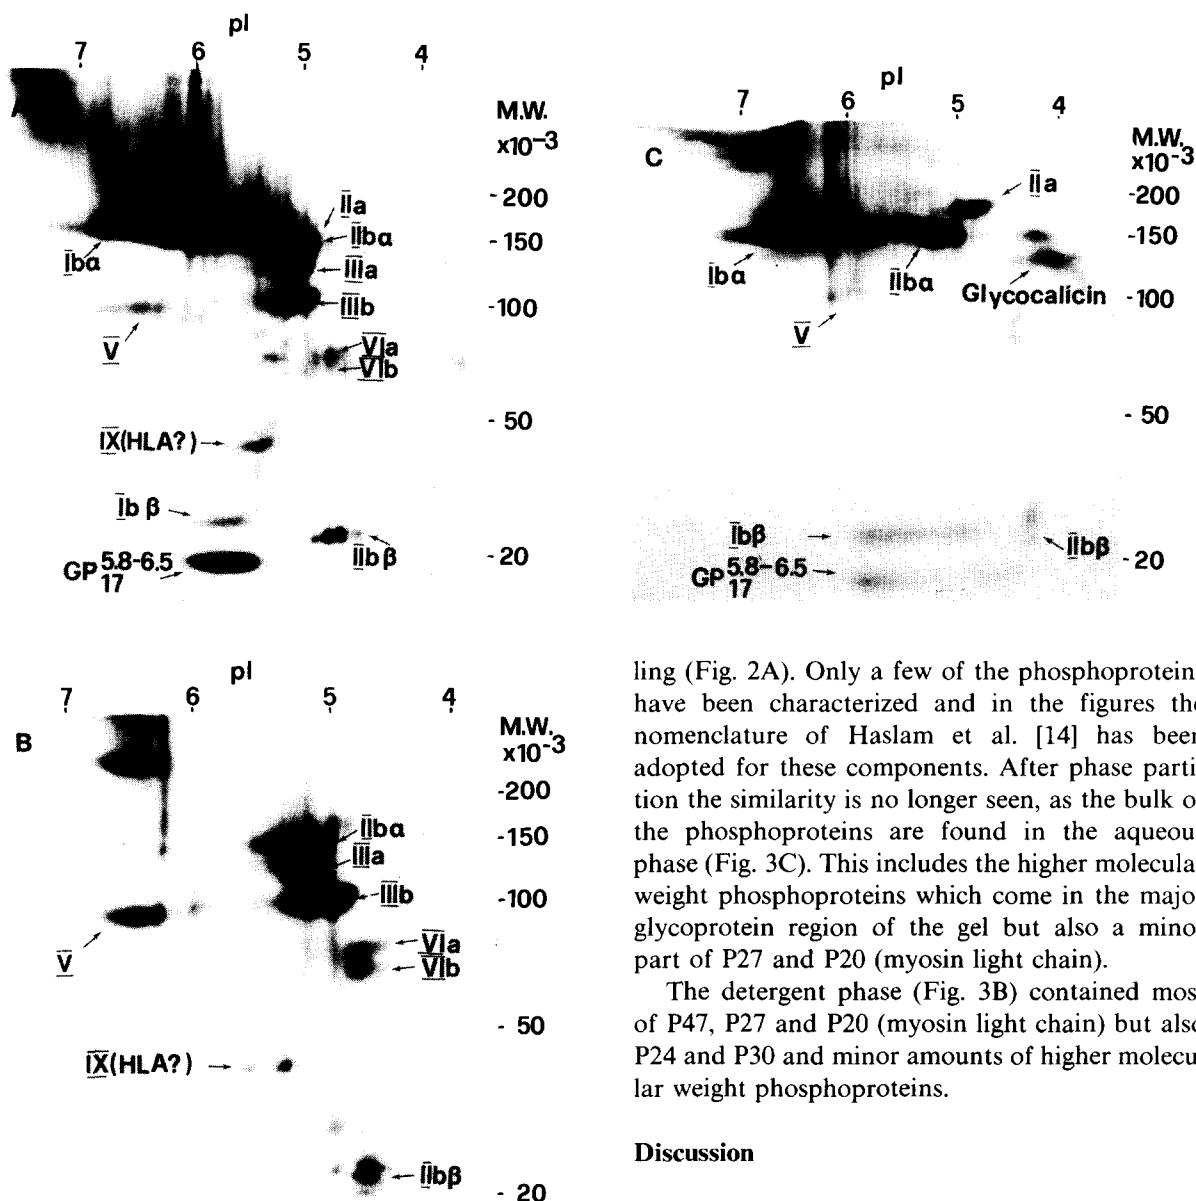 pI
7 6 5 4
A
M.W.
x10⁻³
-200
-150
-100
-50
-20
IIa
IIbα
IIIa
IIIb
Ibα
V
VIa
VIb
IX(HLA?)
Ibβ
GP 5.8-6.5
17
IIbβ
pI
7 6 5 4
B
M.W.
x10⁻³
-200
-150
-100
-50
-20
IIbα
IIIa
IIIb
V
VIa
VIb
IX(HLA?)
IIbβ
pI
7 6 5 4
C
M.W.
x10⁻³
-200
-150
-100
-50
-20
IIa
Ibα
IIbα
Glycocalicin
V
Ibβ
IIbβ
GP 5.8-6.5
17
ling (Fig. 2A). Only a few of the phosphoprotein
have been characterized and in the figures the
nomenclature of Haslam et al. [14] has been
adopted for these components. After phase parti
tion the similarity is no longer seen, as the bulk o
the phosphoproteins are found in the aqueou
phase (Fig. 3C). This includes the higher molecula
weight phosphoproteins which come in the majo
glycoprotein region of the gel but also a mino
part of P27 and P20 (myosin light chain).
The detergent phase (Fig. 3B) contained mos
of P47, P27 and P20 (myosin light chain) but also
P24 and P30 and minor amounts of higher molecu
lar weight phosphoproteins.
Discussion